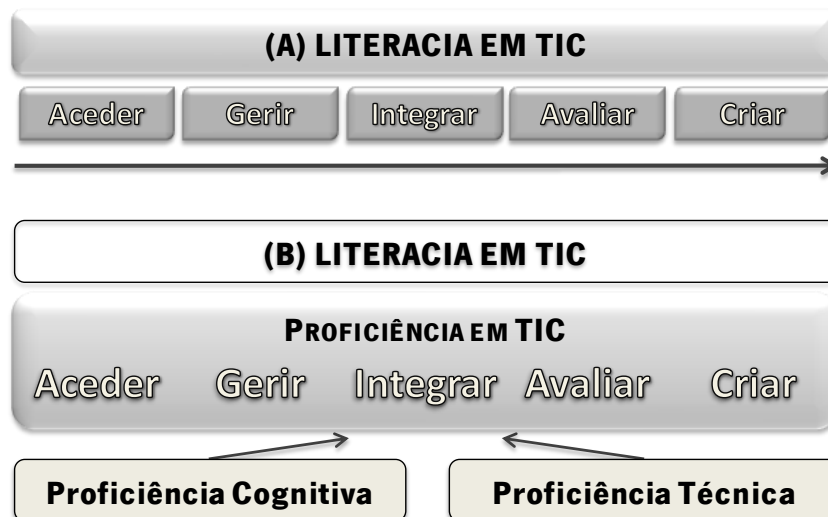 (A) LITERACIA EM TIC
Aceder Gerir Integrar Avaliar Criar
(B) LITERACIA EM TIC
PROFICIÊNCIA EM TIC
Aceder Gerir Integrar Avaliar Criar
Proficiência Cognitiva Proficiência Técnica